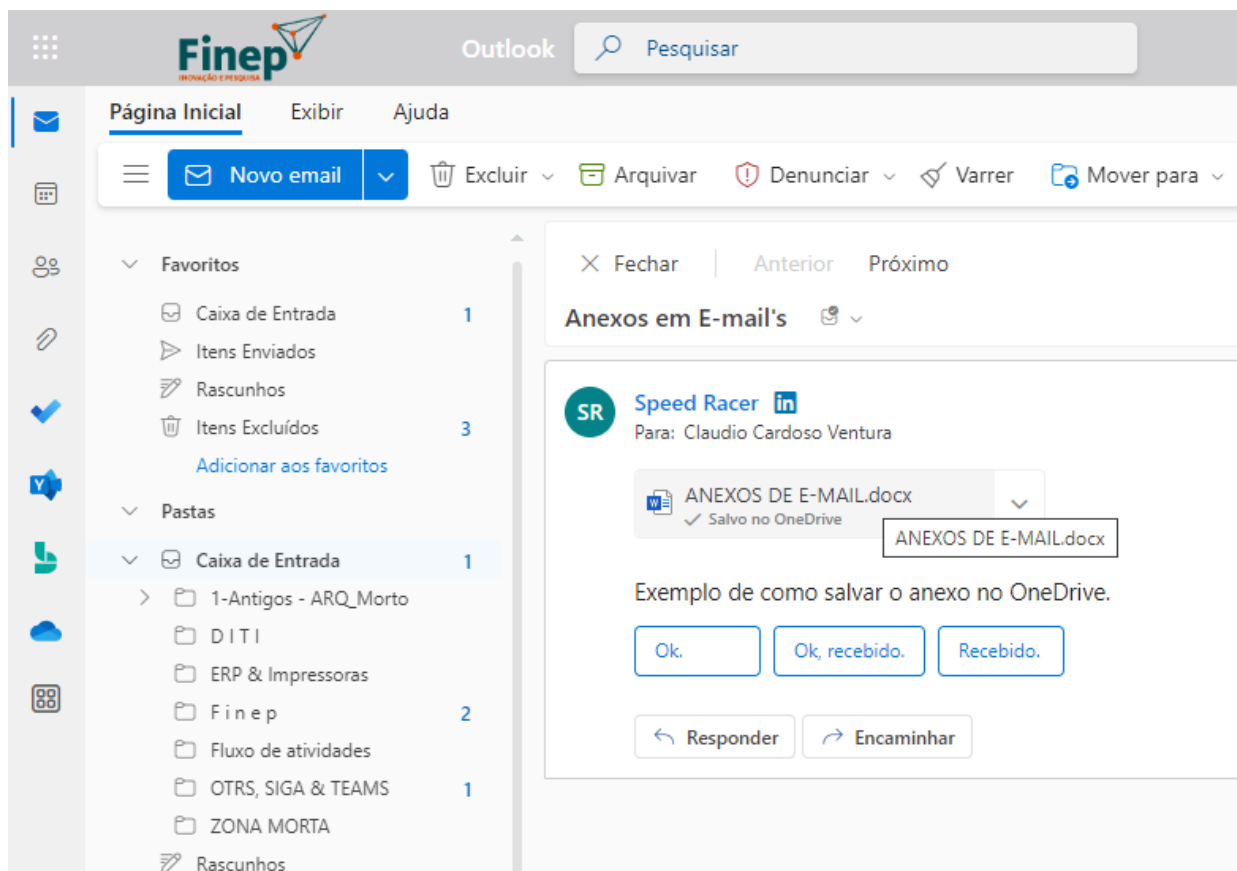 Finep
INOVAÇÃO E PESQUISA
Outlook
Pesquisar
Página Inicial Exibir Ajuda
Novo email Excluir Arquivar Denunciar Varrer Mover para
Favoritos
Caixa de Entrada 1
Itens Enviados
Rascunhos
Itens Excluídos 3
Adicionar aos favoritos
Pastas
Caixa de Entrada 1
1-Antigos - ARQ_Morto
D I T I
ERP & Impressoras
F i n e p 2
Fluxo de atividades
OTRS, SIGA & TEAMS 1
ZONA MORTA
Rascunhos
Fechar Anterior Próximo
Anexos em E-mail's
SR
Speed Racer in
Para: Claudio Cardoso Ventura
W ANEXOS DE E-MAIL.docx
Salvo no OneDrive
ANEXOS DE E-MAIL.docx
Exemplo de como salvar o anexo no OneDrive.
Ok. Ok, recebido. Recebido.
Responder Encaminhar